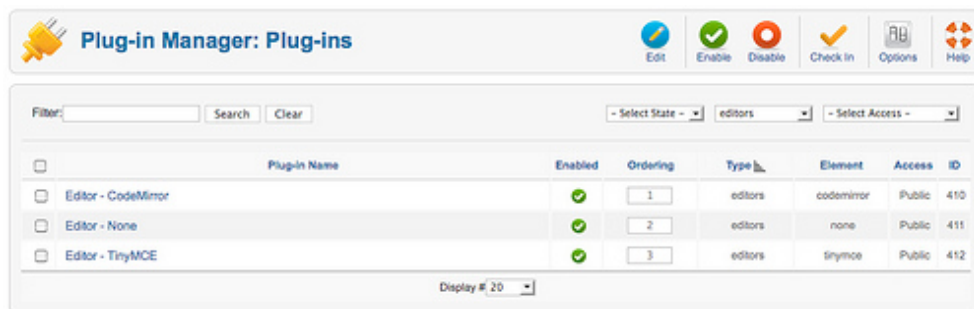 Plug-in Manager: Plug-ins
Edit Enable Disable Check In Options Help
Filter: Search Clear - Select State - editors - Select Access -
Plug-in Name Enabled Ordering Type Element Access ID
Editor - CodeMirror 1 editors codemirror Public 410
Editor - None 2 editors none Public 411
Editor - TinyMCE 3 editors tinymce Public 412
Display # 20